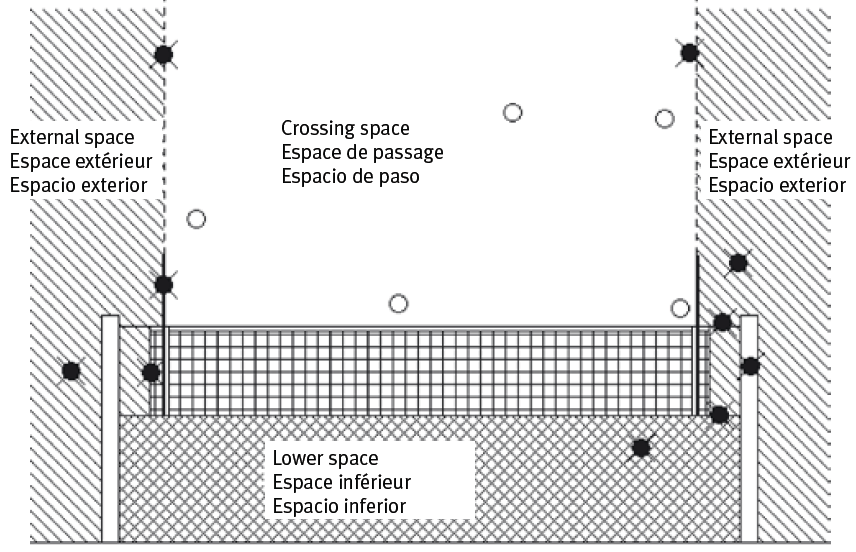 External space
Espace extérieur
Espacio exterior
Crossing space
Espace de passage
Espacio de paso
External space
Espace extérieur
Espacio exterior
Lower space
Espace inférieur
Espacio inferior